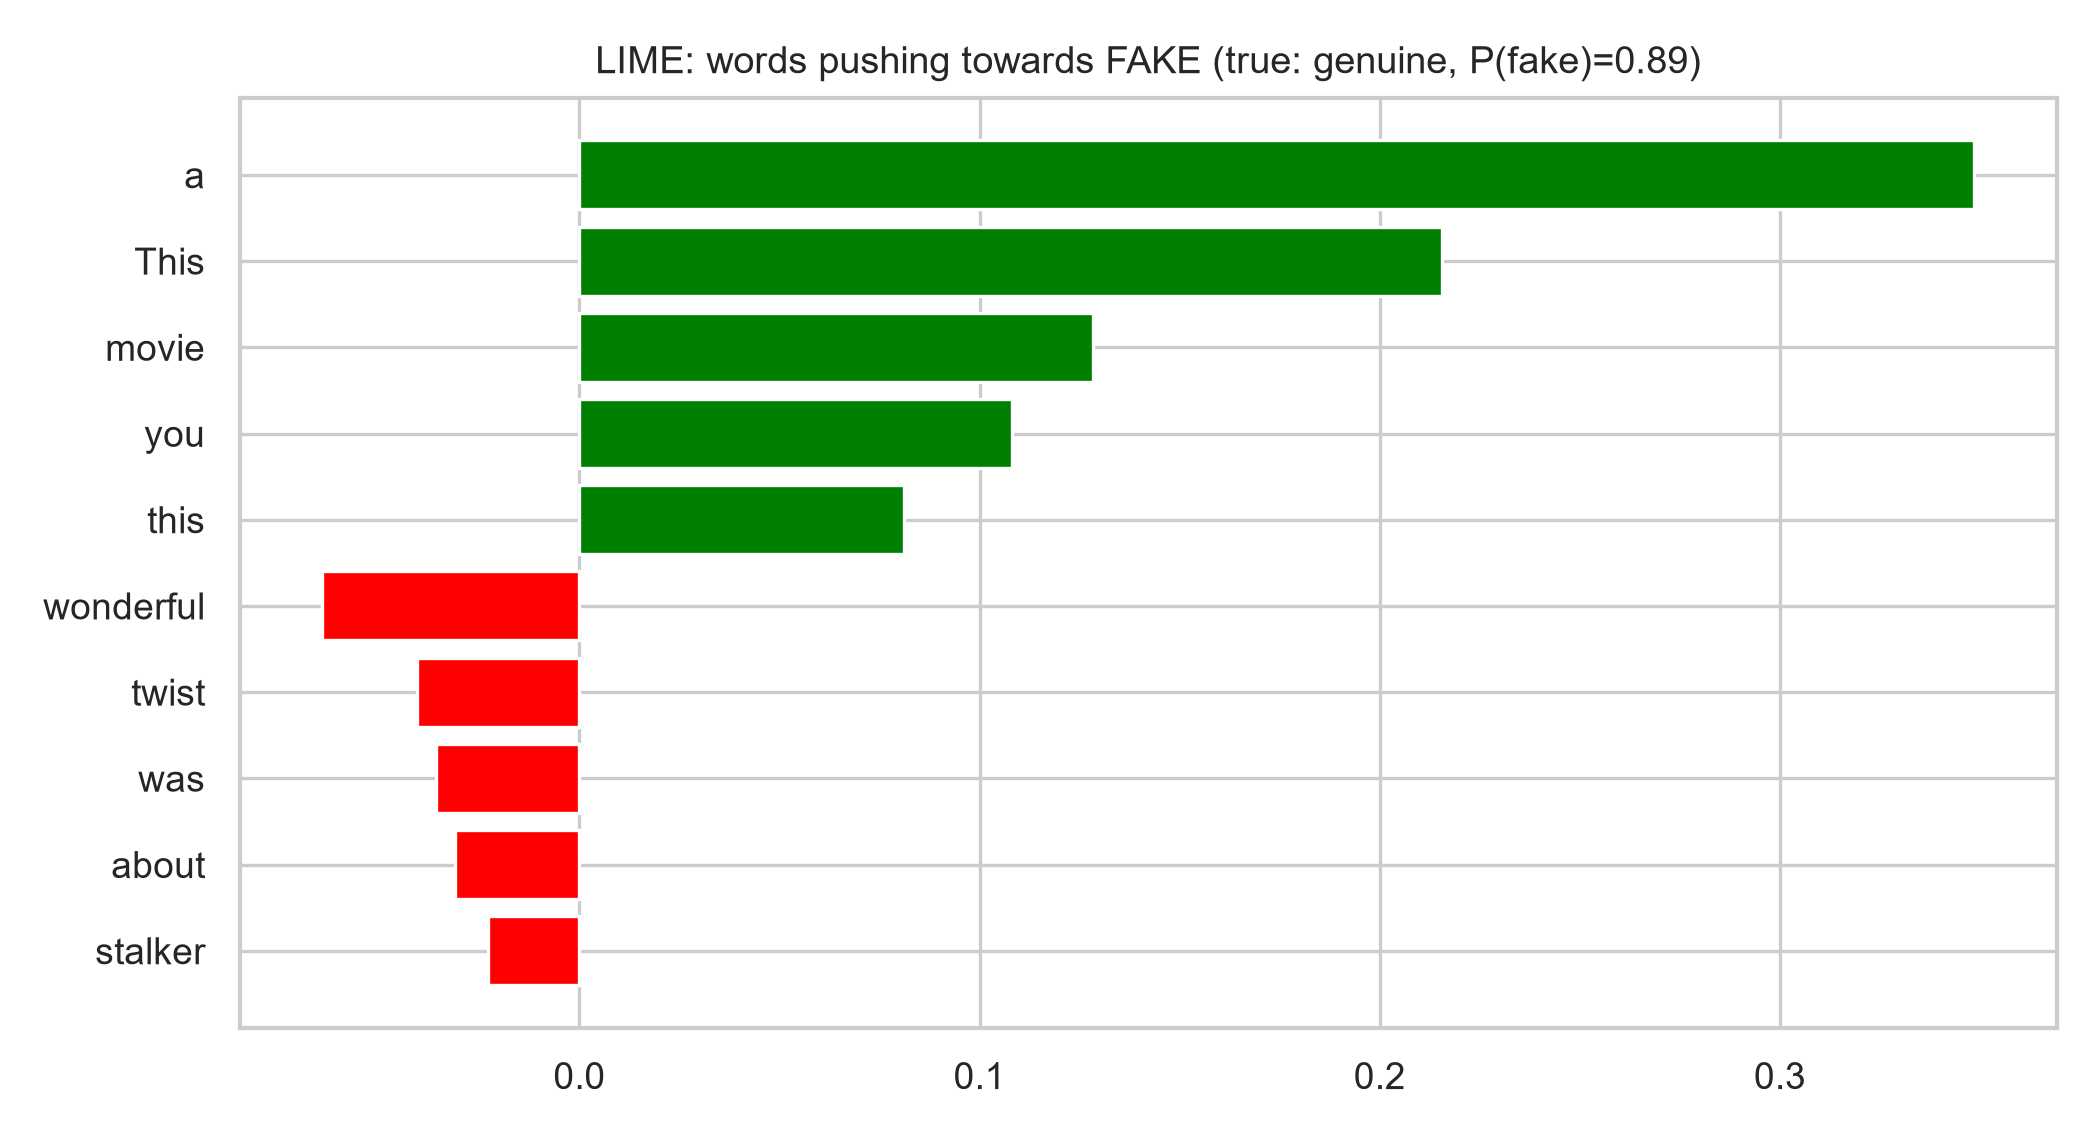 LIME: words pushing towards FAKE (true: genuine, P(fake)=0.89)
a
This
movie
you
this
wonderful
twist
was
about
stalker
0.0 0.1 0.2 0.3